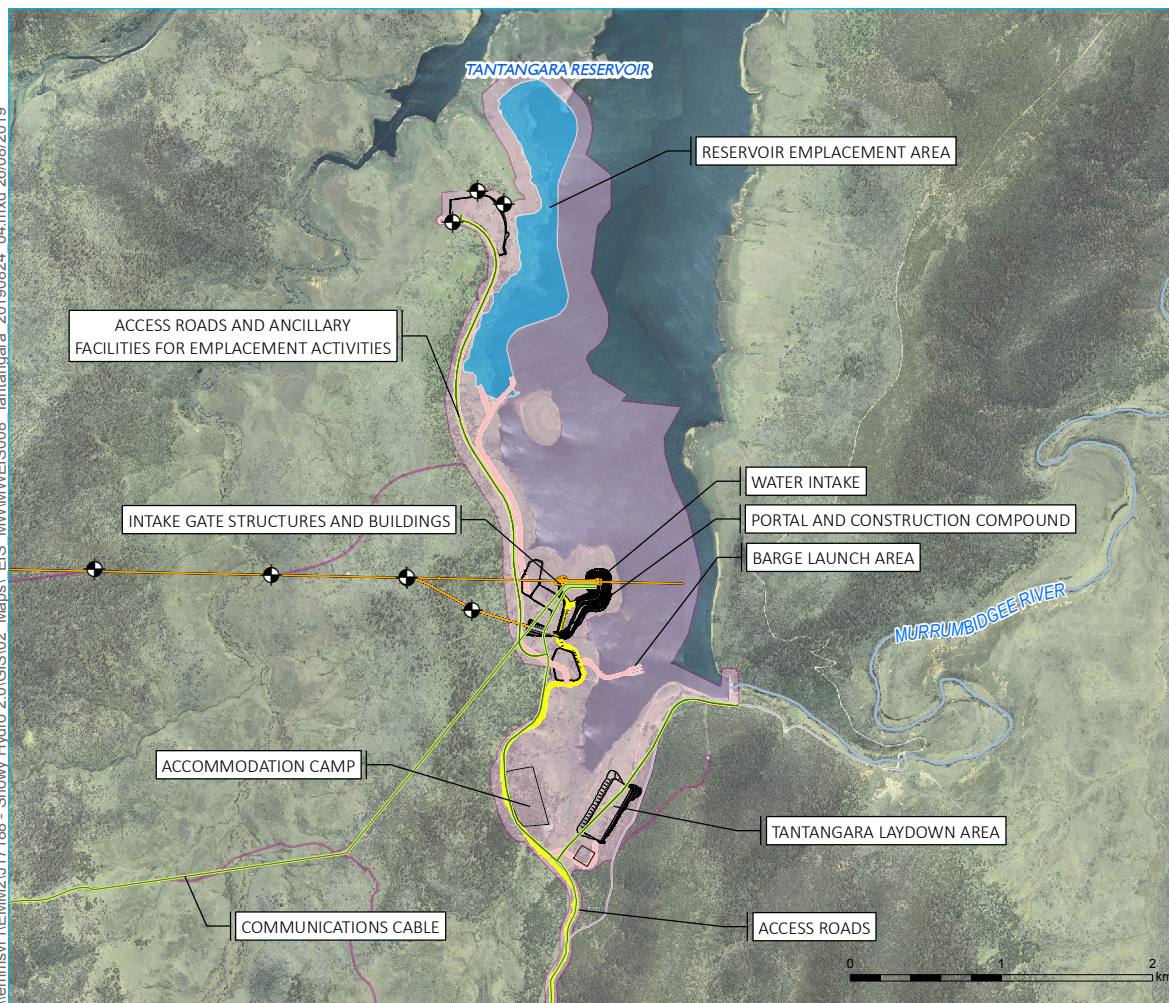 TANTANGARA RESERVOIR
RESERVOIR EMPLACEMENT AREA
ACCESS ROADS AND ANCILLARY
FACILITIES FOR EMPLACEMENT ACTIVITIES
WATER INTAKE
INTAKE GATE STRUCTURES AND BUILDINGS
PORTAL AND CONSTRUCTION COMPOUND
BARGE LAUNCH AREA
MURRUMBIDGEE RIVER
ACCOMMODATION CAMP
TANTANGARA LAYDOWN AREA
COMMUNICATIONS CABLE
ACCESS ROADS
0 1 2
km